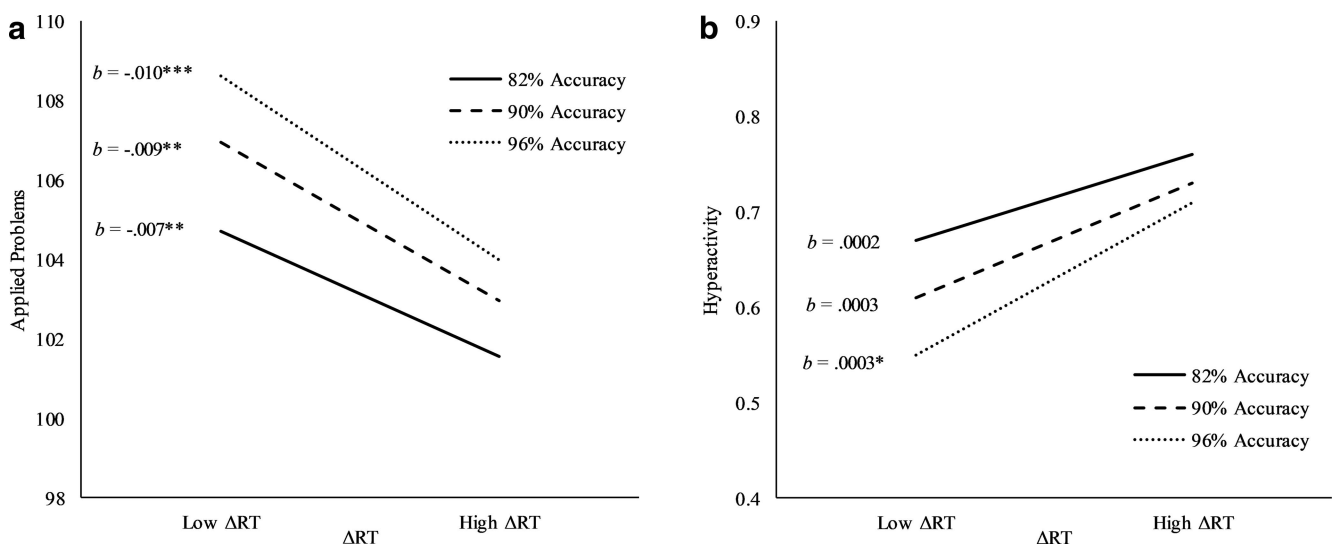 a
110
108
106
104
102
100
98
Applied Problems
b = -.010***
b = -.009**
b = -.007**
82% Accuracy
90% Accuracy
96% Accuracy
Low ΔRT
High ΔRT
ΔRT
b
0.9
0.8
0.7
0.6
0.5
0.4
Hyperactivity
b = .0002
b = .0003
b = .0003*
82% Accuracy
90% Accuracy
96% Accuracy
Low ΔRT
High ΔRT
ΔRT